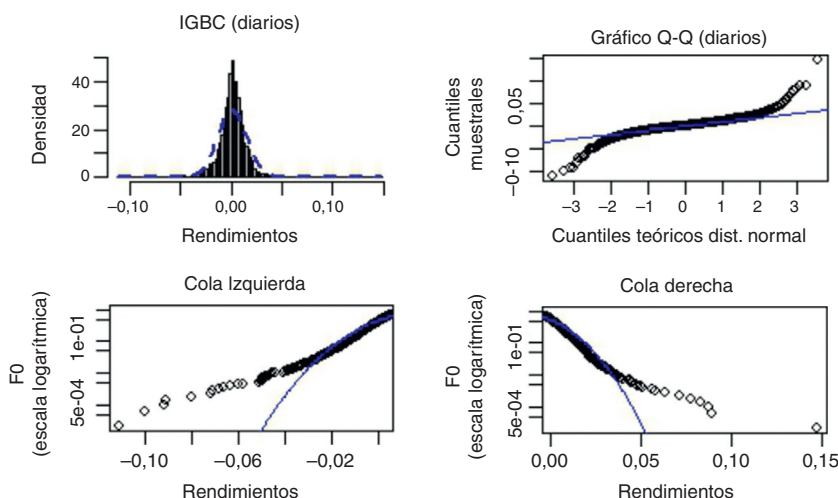 IGBC (diarios)
Densidad
40
20
0
–0,10
0,00
0,10
Rendimientos
Gráfico Q-Q (diarios)
Cuantiles
muestrales
0,05
–0-10
–3
–2
–1
0
1
2
3
Cuantiles teóricos dist. normal
Cola Izquierda
F0
(escala logarítmica)
1e-01
5e-04
–0,10
–0,06
–0,02
Rendimientos
Cola derecha
F0
(escala logarítmica)
1e-01
5e-04
0,00
0,05
0,10
0,15
Rendimientos